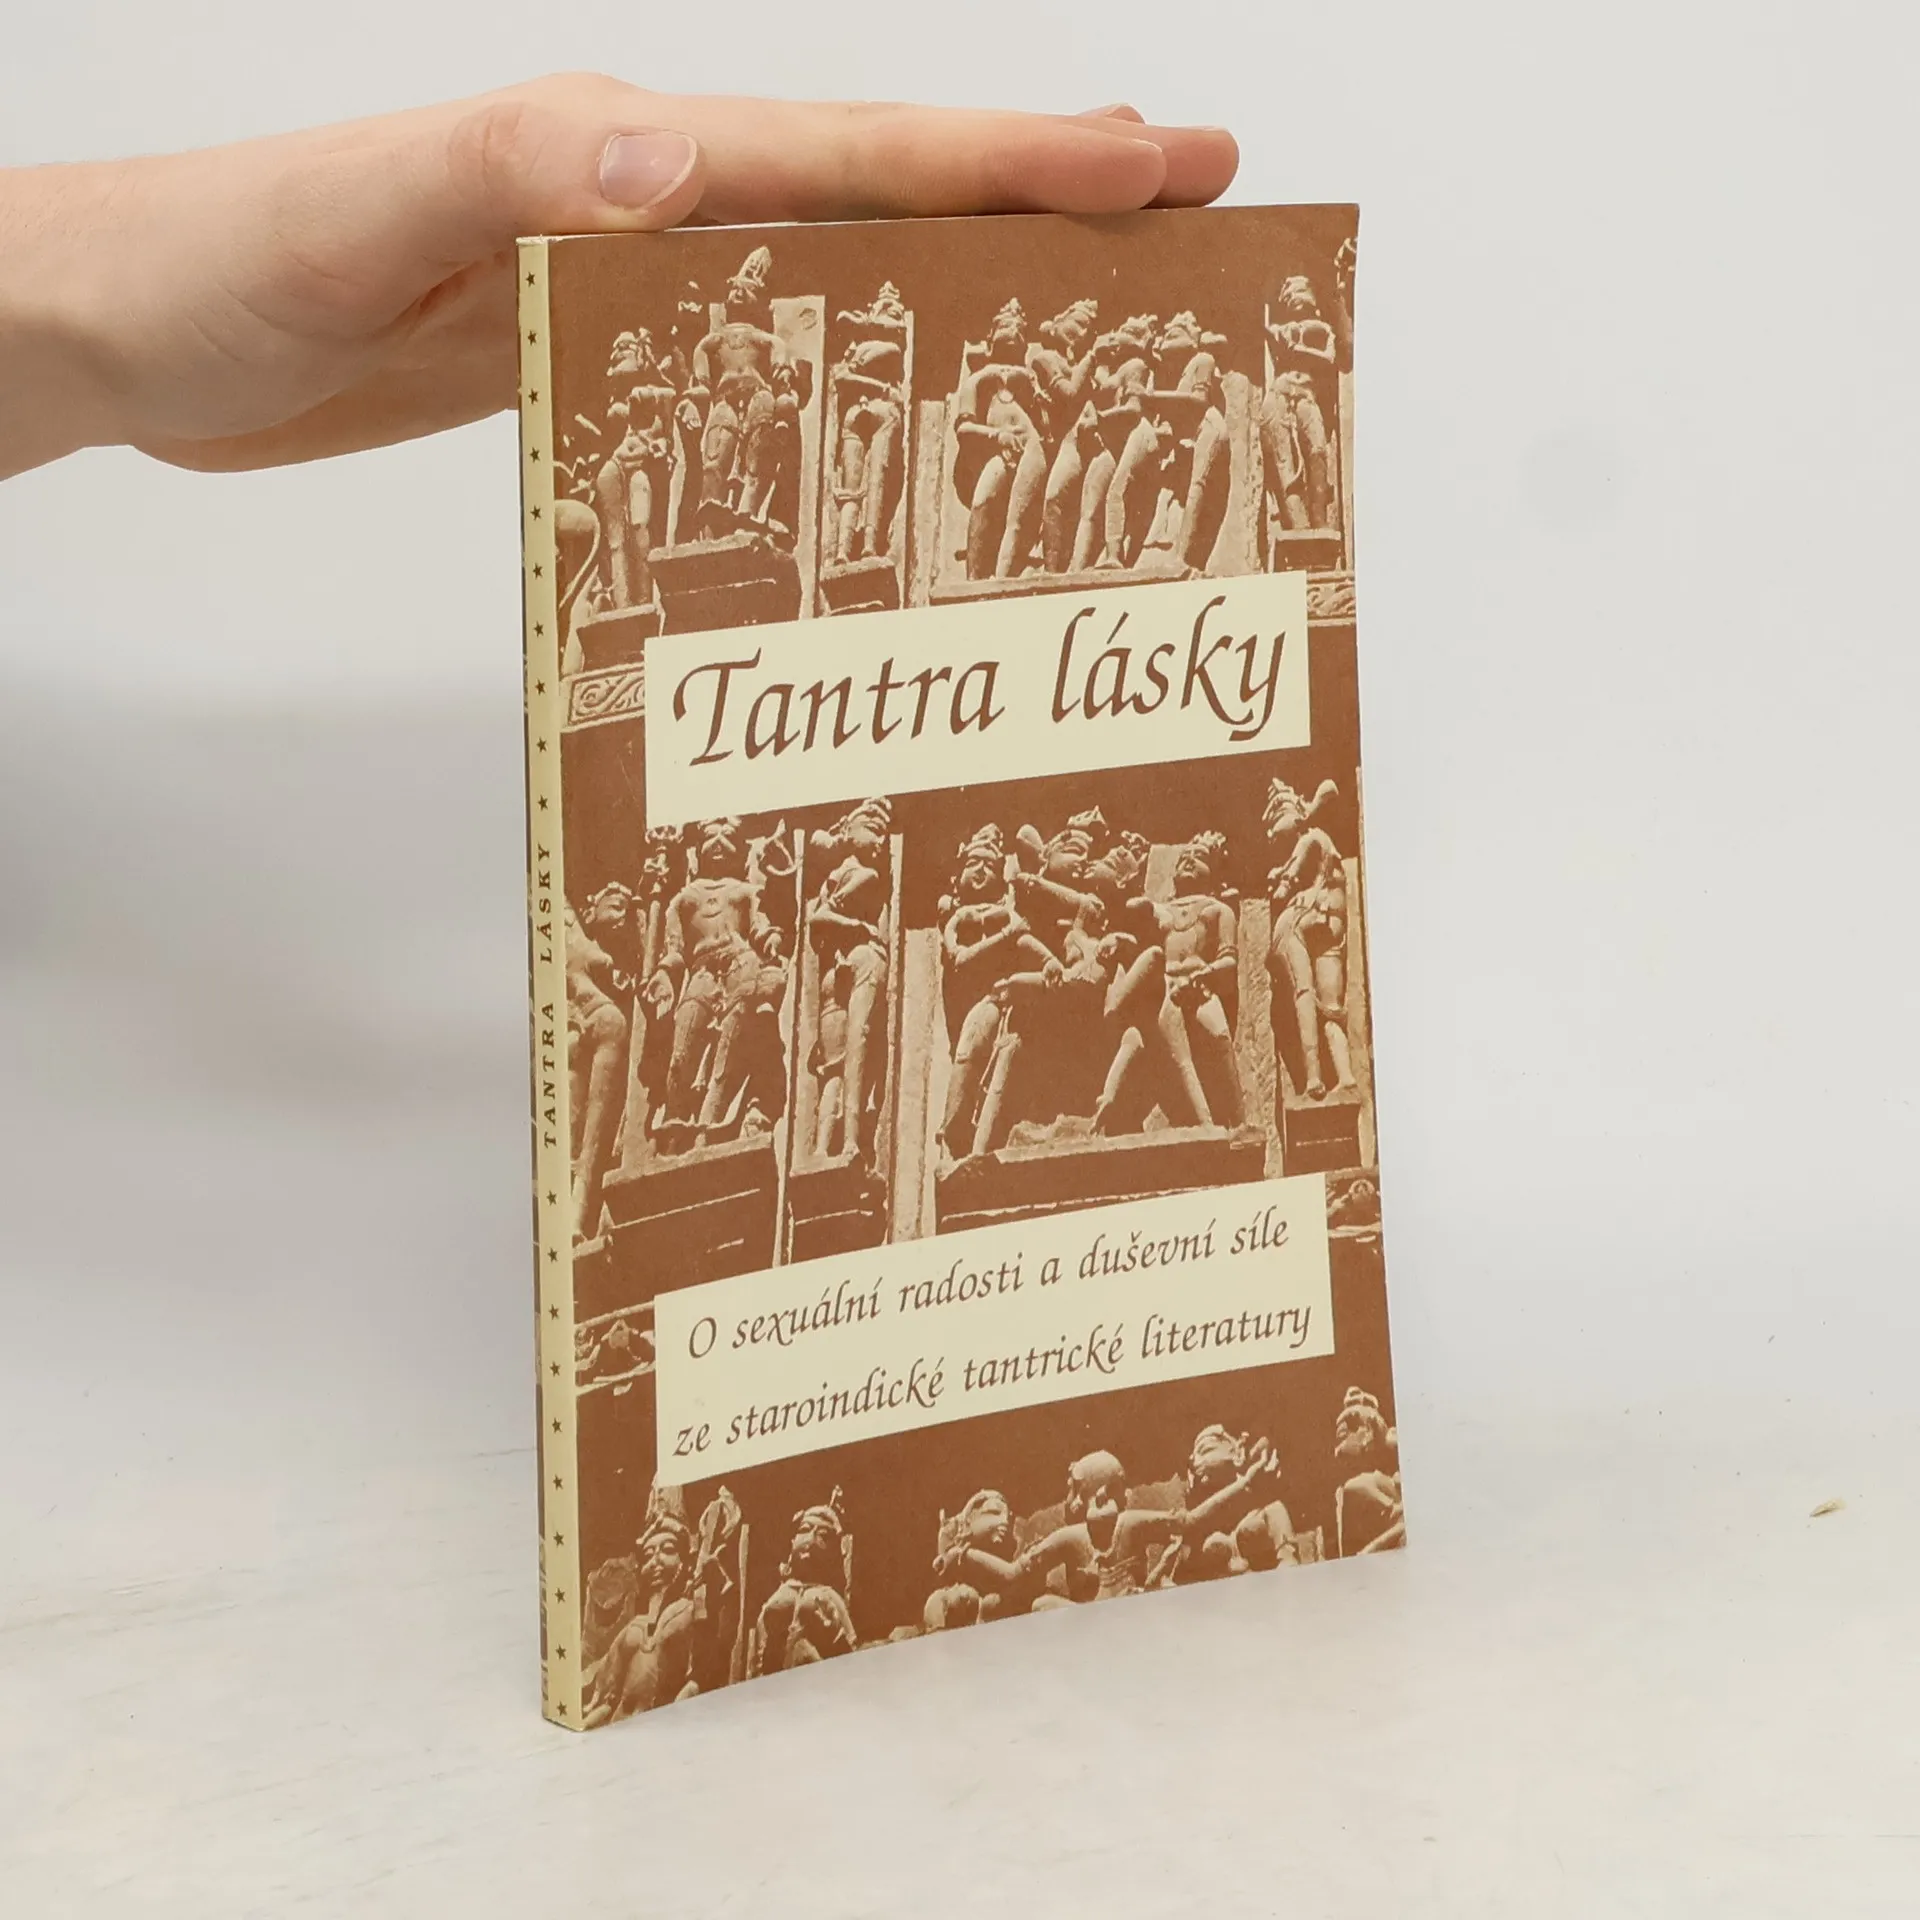 Tantra lásky
O sexuální radosti a duševní síle
ze staroindické tantrické literatury
TANTRA LÁSKY